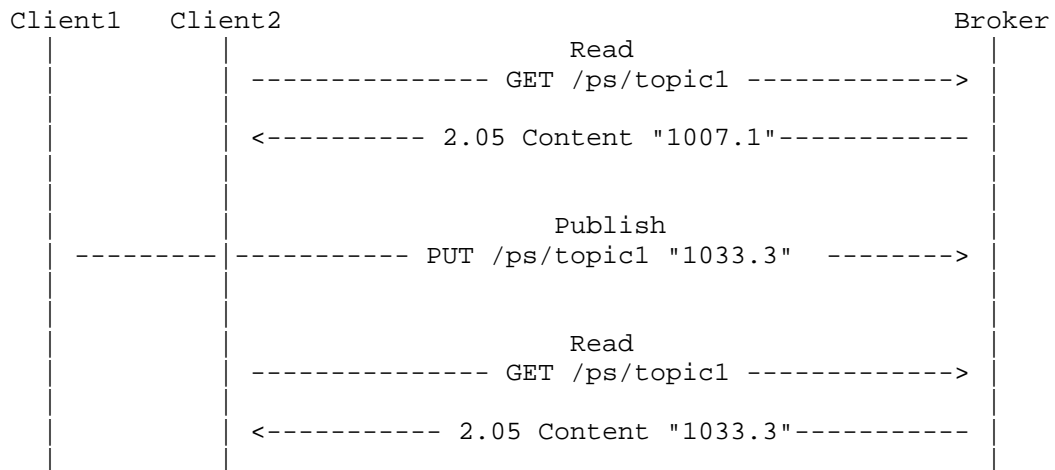 Client1 Client2 Broker
Read
--------------- GET /ps/topic1 ------------->
<---------- 2.05 Content "1007.1"------------
Publish
---------|----------- PUT /ps/topic1 "1033.3" -------->
Read
--------------- GET /ps/topic1 ------------->
<----------- 2.05 Content "1033.3"-----------